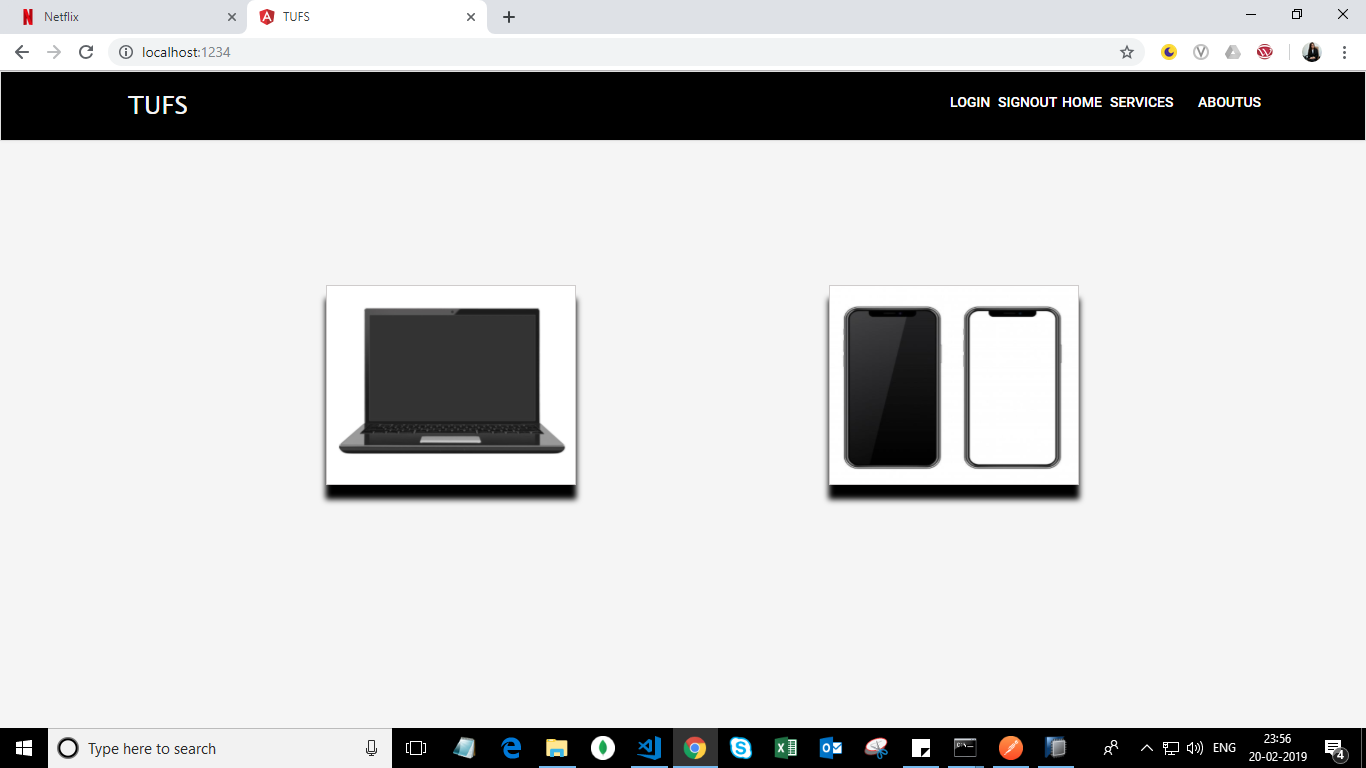 Netflix
TUFS
localhost:1234
TUFS
LOGIN SIGNOUT HOME SERVICES ABOUTUS
Type here to search
ENG
23:56
20-02-2019
4